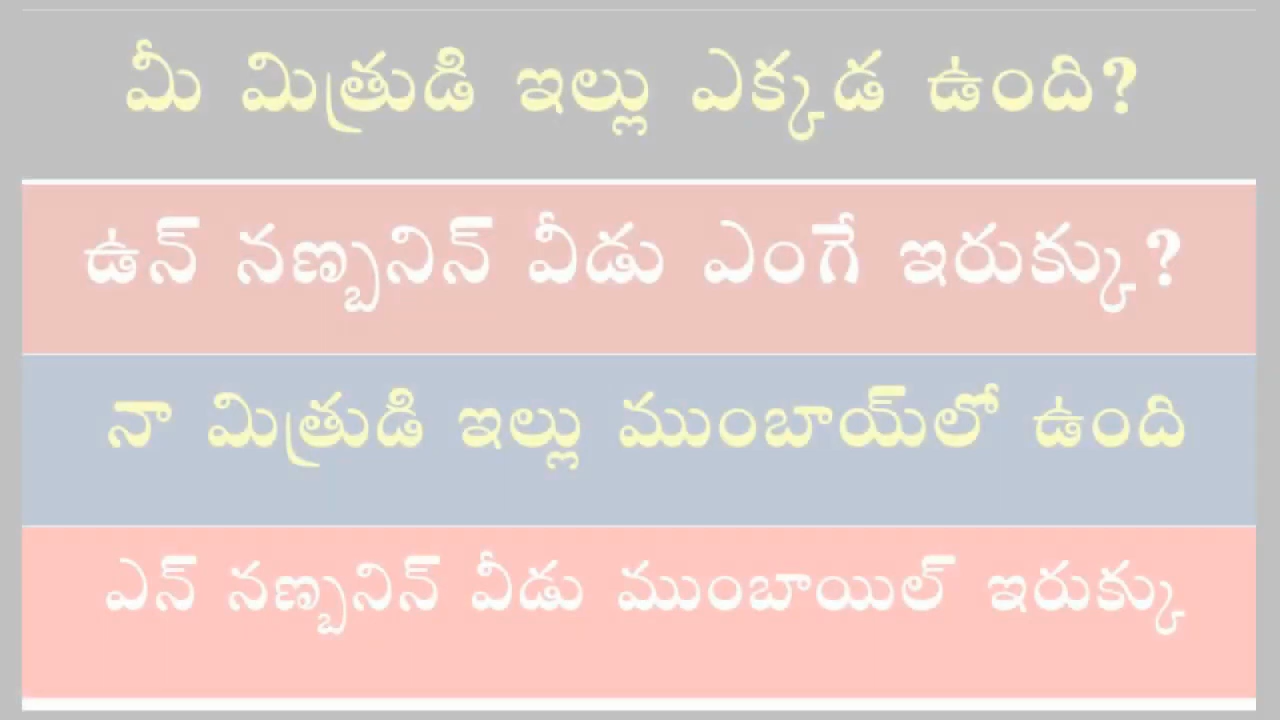 మీ మిత్రుడి ఇల్లు ఎక్కడ ఉంది?
ఉన్ నణ్బనిన్ వీడు ఎంగే ఇరుక్కు?
నా మిత్రుడి ఇల్లు ముంబాయ్‌లో ఉంది
ఎన్ నణ్బనిన్ వీడు ముంబాయిల్ ఇరుక్కు